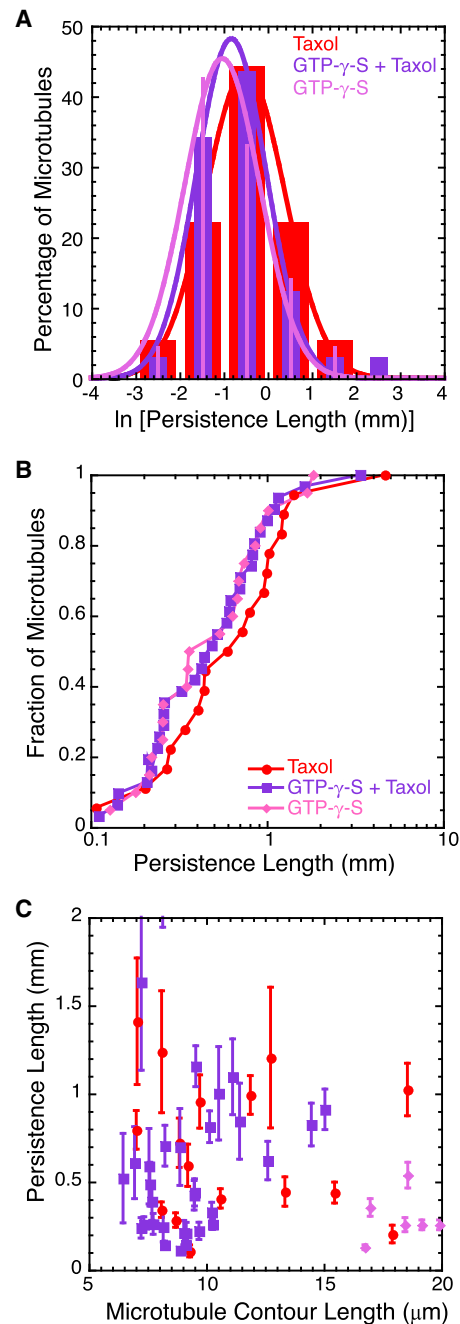 A
Taxol
GTP-γ-S + Taxol
GTP-γ-S
Percentage of Microtubules
50
40
30
20
10
0
-4 -3 -2 -1 0 1 2 3 4
ln [Persistence Length (mm)]
B
Fraction of Microtubules
1
0.8
0.6
0.4
0.2
0
Taxol
GTP-γ-S + Taxol
GTP-γ-S
0.1 1 10
Persistence Length (mm)
C
Persistence Length (mm)
2
1.5
1
0.5
0
5 10 15 20
Microtubule Contour Length (μm)